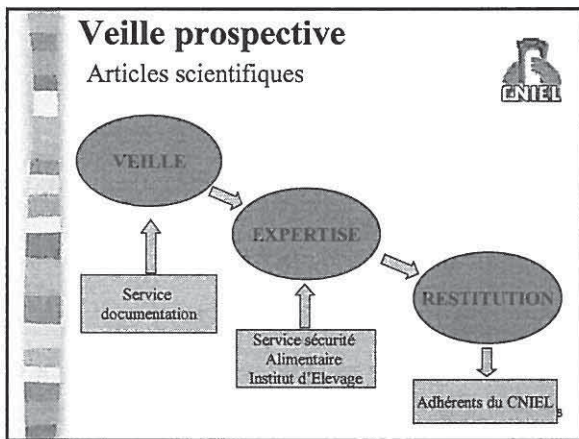 Veille prospective
Articles scientifiques
CNIEL
VEILLE
EXPERTISE
RESTITUTION
Service
documentation
Service sécurité
Alimentaire
Institut d'Elevage
Adhérents du CNIEL